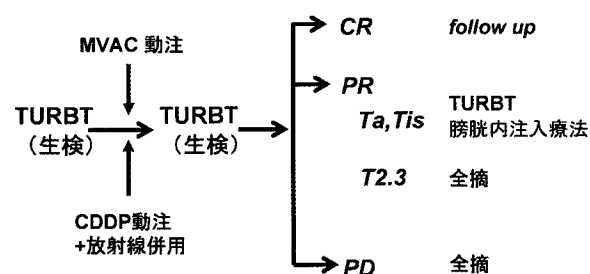 MVAC 動注
TURBT
(生検)
TURBT
(生検)
CDDP動注
+放射線併用
CR follow up
PR
Ta,Tis TURBT
膀胱内注入療法
T2.3 全摘
PD 全摘